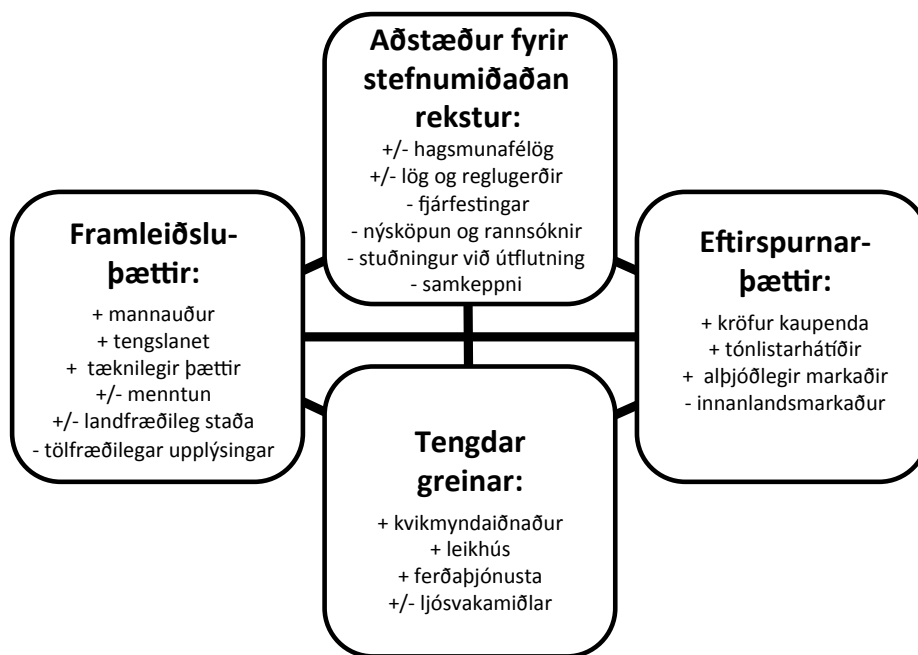 Aðstæður fyrir
stefnumiðaðan
rekstur:
+/- hagsmunafélög
+/- lög og reglugerðir
- fjárfestingar
- nýsköpun og rannsóknir
- stuðningur við útflutning
- samkeppni
Framleiðslu-
þættir:
+ mannauður
+ tengslanet
+ tæknilegir þættir
+/- menntun
+/- landfræðileg staða
- tölfræðilegar upplýsingar
Eftirspurnar-
þættir:
+ kröfur kaupenda
+ tónlistarhátíðir
+ alþjóðlegir markaðir
- innanlandsmarkaður
Tengdar
greinar:
+ kvikmyndaiðnaður
+ leikhús
+ ferðaþjónusta
+/- ljósvakamiðlar